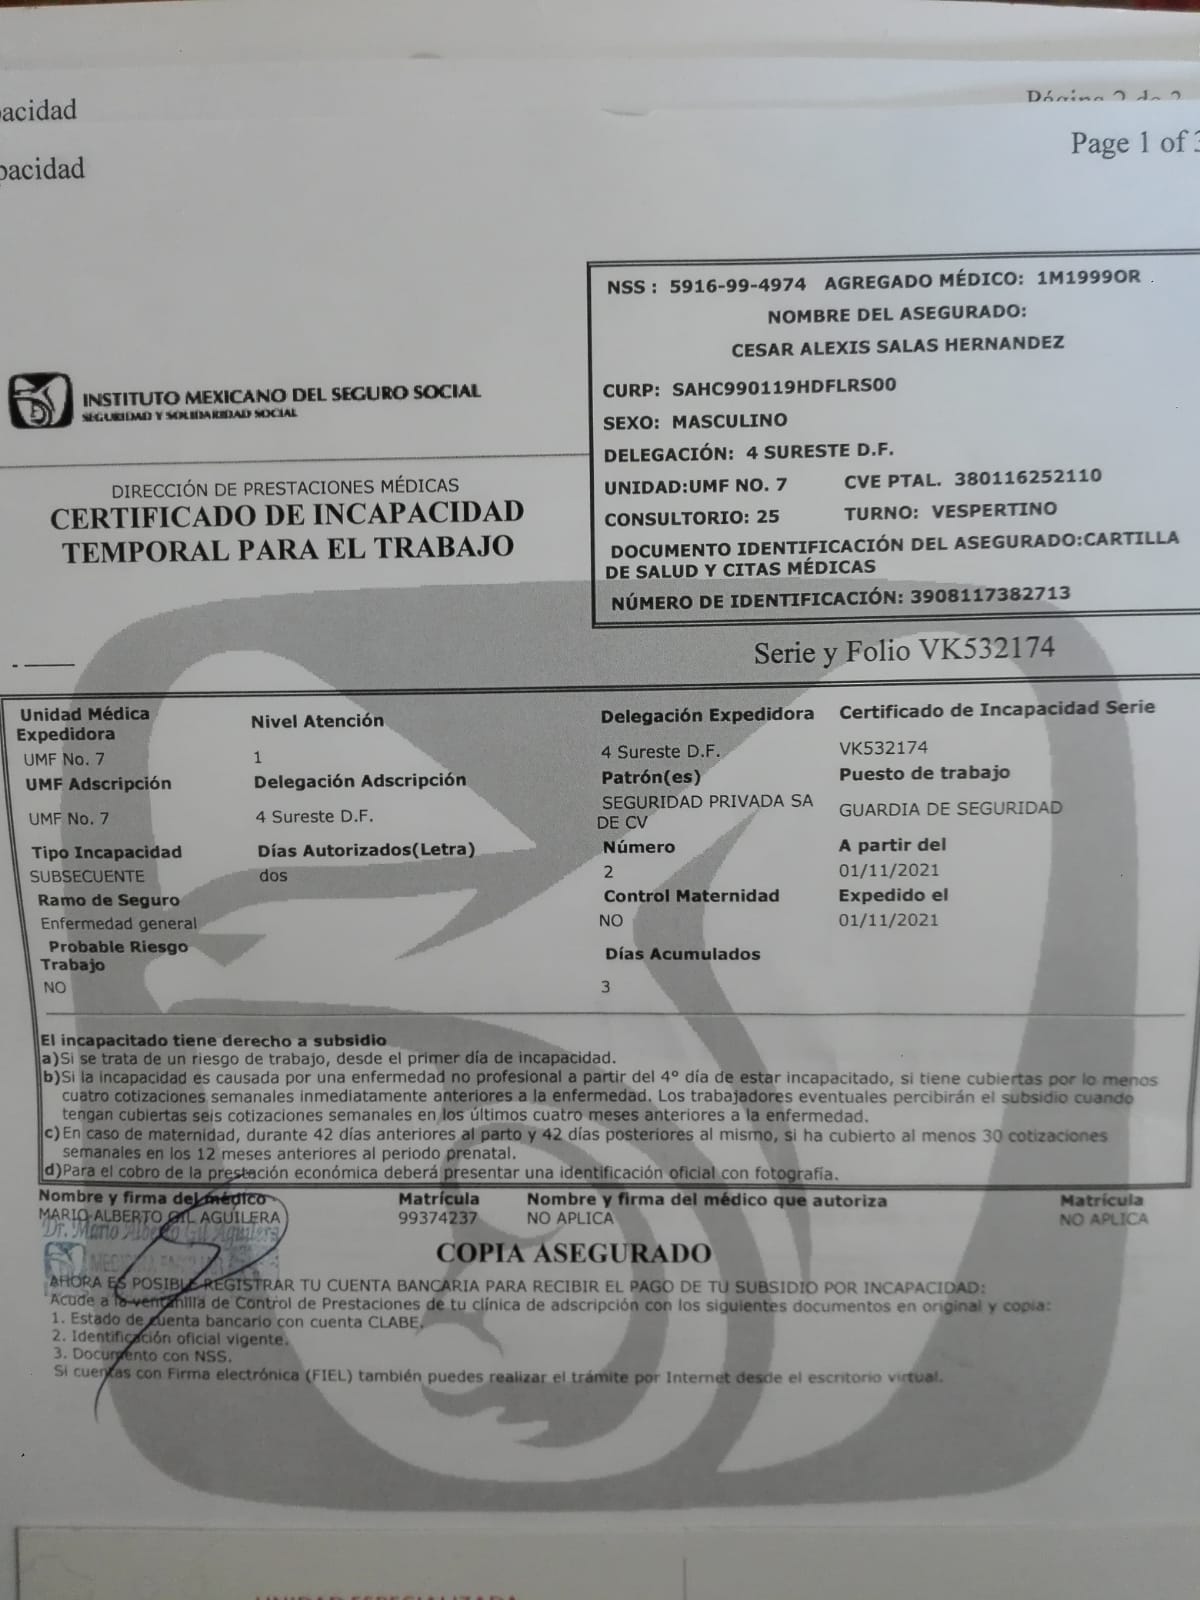 pacidad
Página 2 de 2
pacidad
Page 1 of 3
NSS : 5916-99-4974 AGREGADO MÉDICO: 1M1999OR
NOMBRE DEL ASEGURADO:
CESAR ALEXIS SALAS HERNANDEZ
CURP: SAHC990119HDFLRS00
SEXO: MASCULINO
DELEGACIÓN: 4 SURESTE D.F.
UNIDAD:UMF NO. 7 CVE PTAL. 380116252110
CONSULTORIO: 25 TURNO: VESPERTINO
DOCUMENTO IDENTIFICACIÓN DEL ASEGURADO:CARTILLA
DE SALUD Y CITAS MÉDICAS
NÚMERO DE IDENTIFICACIÓN: 3908117382713
INSTITUTO MEXICANO DEL SEGURO SOCIAL
SEGURIDAD Y SOLIDARIDAD SOCIAL
DIRECCIÓN DE PRESTACIONES MÉDICAS
CERTIFICADO DE INCAPACIDAD
TEMPORAL PARA EL TRABAJO
Serie y Folio VK532174
Unidad Médica
Expedidora
Nivel Atención
Delegación Expedidora
Certificado de Incapacidad Serie
UMF No. 7
1
4 Sureste D.F.
VK532174
UMF Adscripción
Delegación Adscripción
Patrón(es)
Puesto de trabajo
UMF No. 7
4 Sureste D.F.
SEGURIDAD PRIVADA SA
DE CV
GUARDIA DE SEGURIDAD
Tipo Incapacidad
Días Autorizados(Letra)
Número
A partir del
SUBSECUENTE
dos
2
01/11/2021
Ramo de Seguro
Control Maternidad
Expedido el
Enfermedad general
NO
01/11/2021
Probable Riesgo
Trabajo
Días Acumulados
NO
3
El incapacitado tiene derecho a subsidio
a)Si se trata de un riesgo de trabajo, desde el primer día de incapacidad.
b)Si la incapacidad es causada por una enfermedad no profesional a partir del 4º día de estar incapacitado, si tiene cubiertas por lo menos
cuatro cotizaciones semanales inmediatamente anteriores a la enfermedad. Los trabajadores eventuales percibirán el subsidio cuando
tengan cubiertas seis cotizaciones semanales en los últimos cuatro meses anteriores a la enfermedad.
c)En caso de maternidad, durante 42 días anteriores al parto y 42 días posteriores al mismo, si ha cubierto al menos 30 cotizaciones
semanales en los 12 meses anteriores al periodo prenatal.
d)Para el cobro de la prestación económica deberá presentar una identificación oficial con fotografía.
Nombre y firma del médico
Matrícula
Nombre y firma del médico que autoriza
Matrícula
MARIO ALBERTO GIL AGUILERA
99374237
NO APLICA
NO APLICA
Dr. Mario Alberto Gil Aguilera
COPIA ASEGURADO
AHORA ES POSIBLE REGISTRAR TU CUENTA BANCARIA PARA RECIBIR EL PAGO DE TU SUBSIDIO POR INCAPACIDAD:
Acude a la ventanilla de Control de Prestaciones de tu clínica de adscripción con los siguientes documentos en original y copia:
1. Estado de cuenta bancario con cuenta CLABE.
2. Identificación oficial vigente.
3. Documento con NSS.
Si cuentas con Firma electrónica (FIEL) también puedes realizar el trámite por Internet desde el escritorio virtual.
UNIDAD ESPECIALIZADA